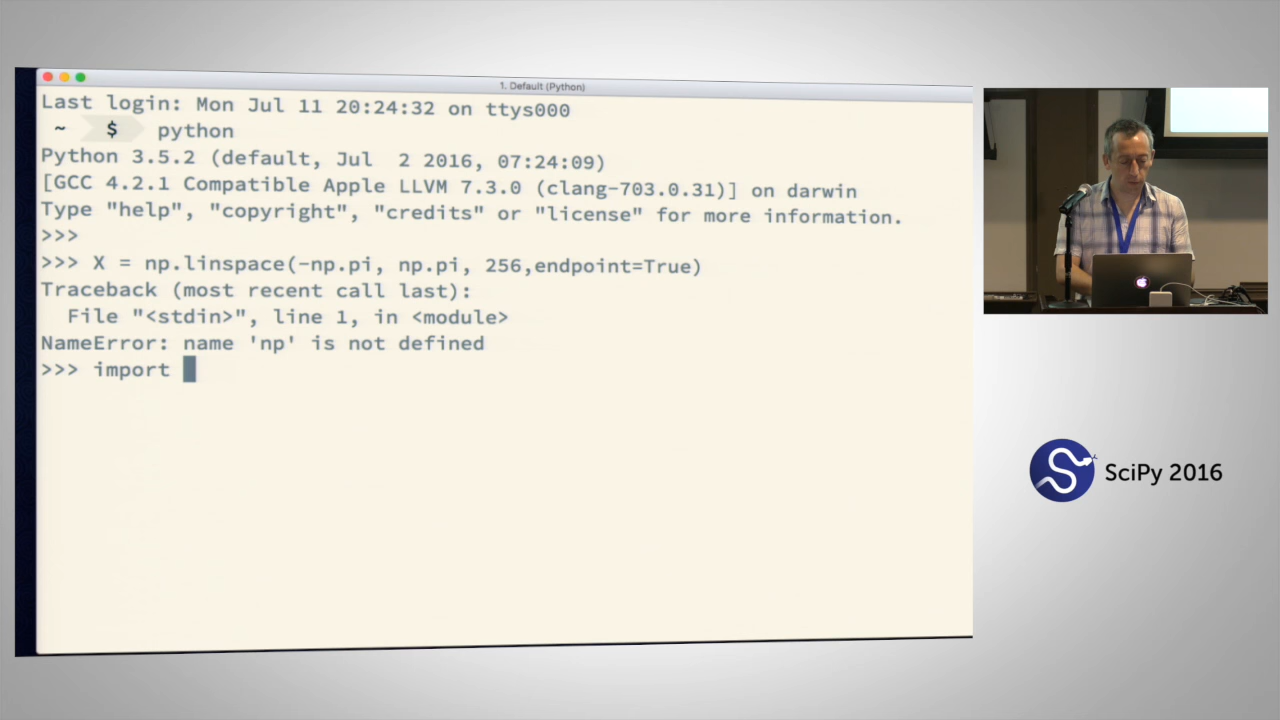 1. Default (Python)
Last login: Mon Jul 11 20:24:32 on ttys000
~ $ python
Python 3.5.2 (default, Jul  2 2016, 07:24:09)
[GCC 4.2.1 Compatible Apple LLVM 7.3.0 (clang-703.0.31)] on darwin
Type "help", "copyright", "credits" or "license" for more information.
>>>
>>> X = np.linspace(-np.pi, np.pi, 256,endpoint=True)
Traceback (most recent call last):
  File "<stdin>", line 1, in <module>
NameError: name 'np' is not defined
>>> import
SciPy 2016